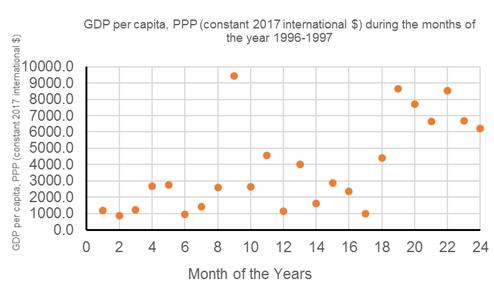 GDP per capita, PPP (constant 2017 international $) during the months of
the year 1996-1997
GDP per capita, PPP (constant 2017 international $)
10000.0
9000.0
8000.0
7000.0
6000.0
5000.0
4000.0
3000.0
2000.0
1000.0
0.0
0 2 4 6 8 10 12 14 16 18 20 22 24
Month of the Years